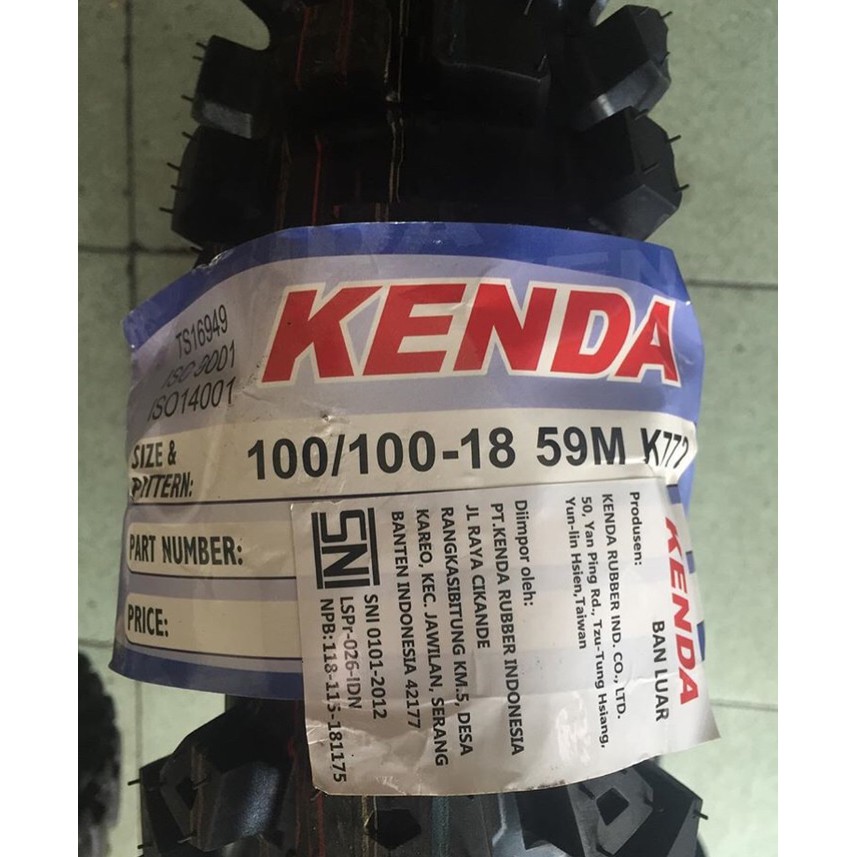 KENDA
TS16949
ISO 9001
ISO14001
SIZE &
PATTERN:
100/100-18 59M K772
PART NUMBER:
PRICE:
KENDA
BAN LUAR
Produsen:
KENDA RUBBER IND. CO., LTD.
50, Yan Ping Rd., Tzu-Tung Hsiang,
Yun-lin Hsien,Taiwan
Diimpor oleh:
PT.KENDA RUBBER INDONESIA
JL RAYA CIKANDE
RANGKASIBITUNG KM.5, DESA
KAREO, KEC. JAWILAN, SERANG
BANTEN INDONESIA 42177
SNI
SNI 0101-2012
LSPr-026-IDN
NPB:118-115-181175